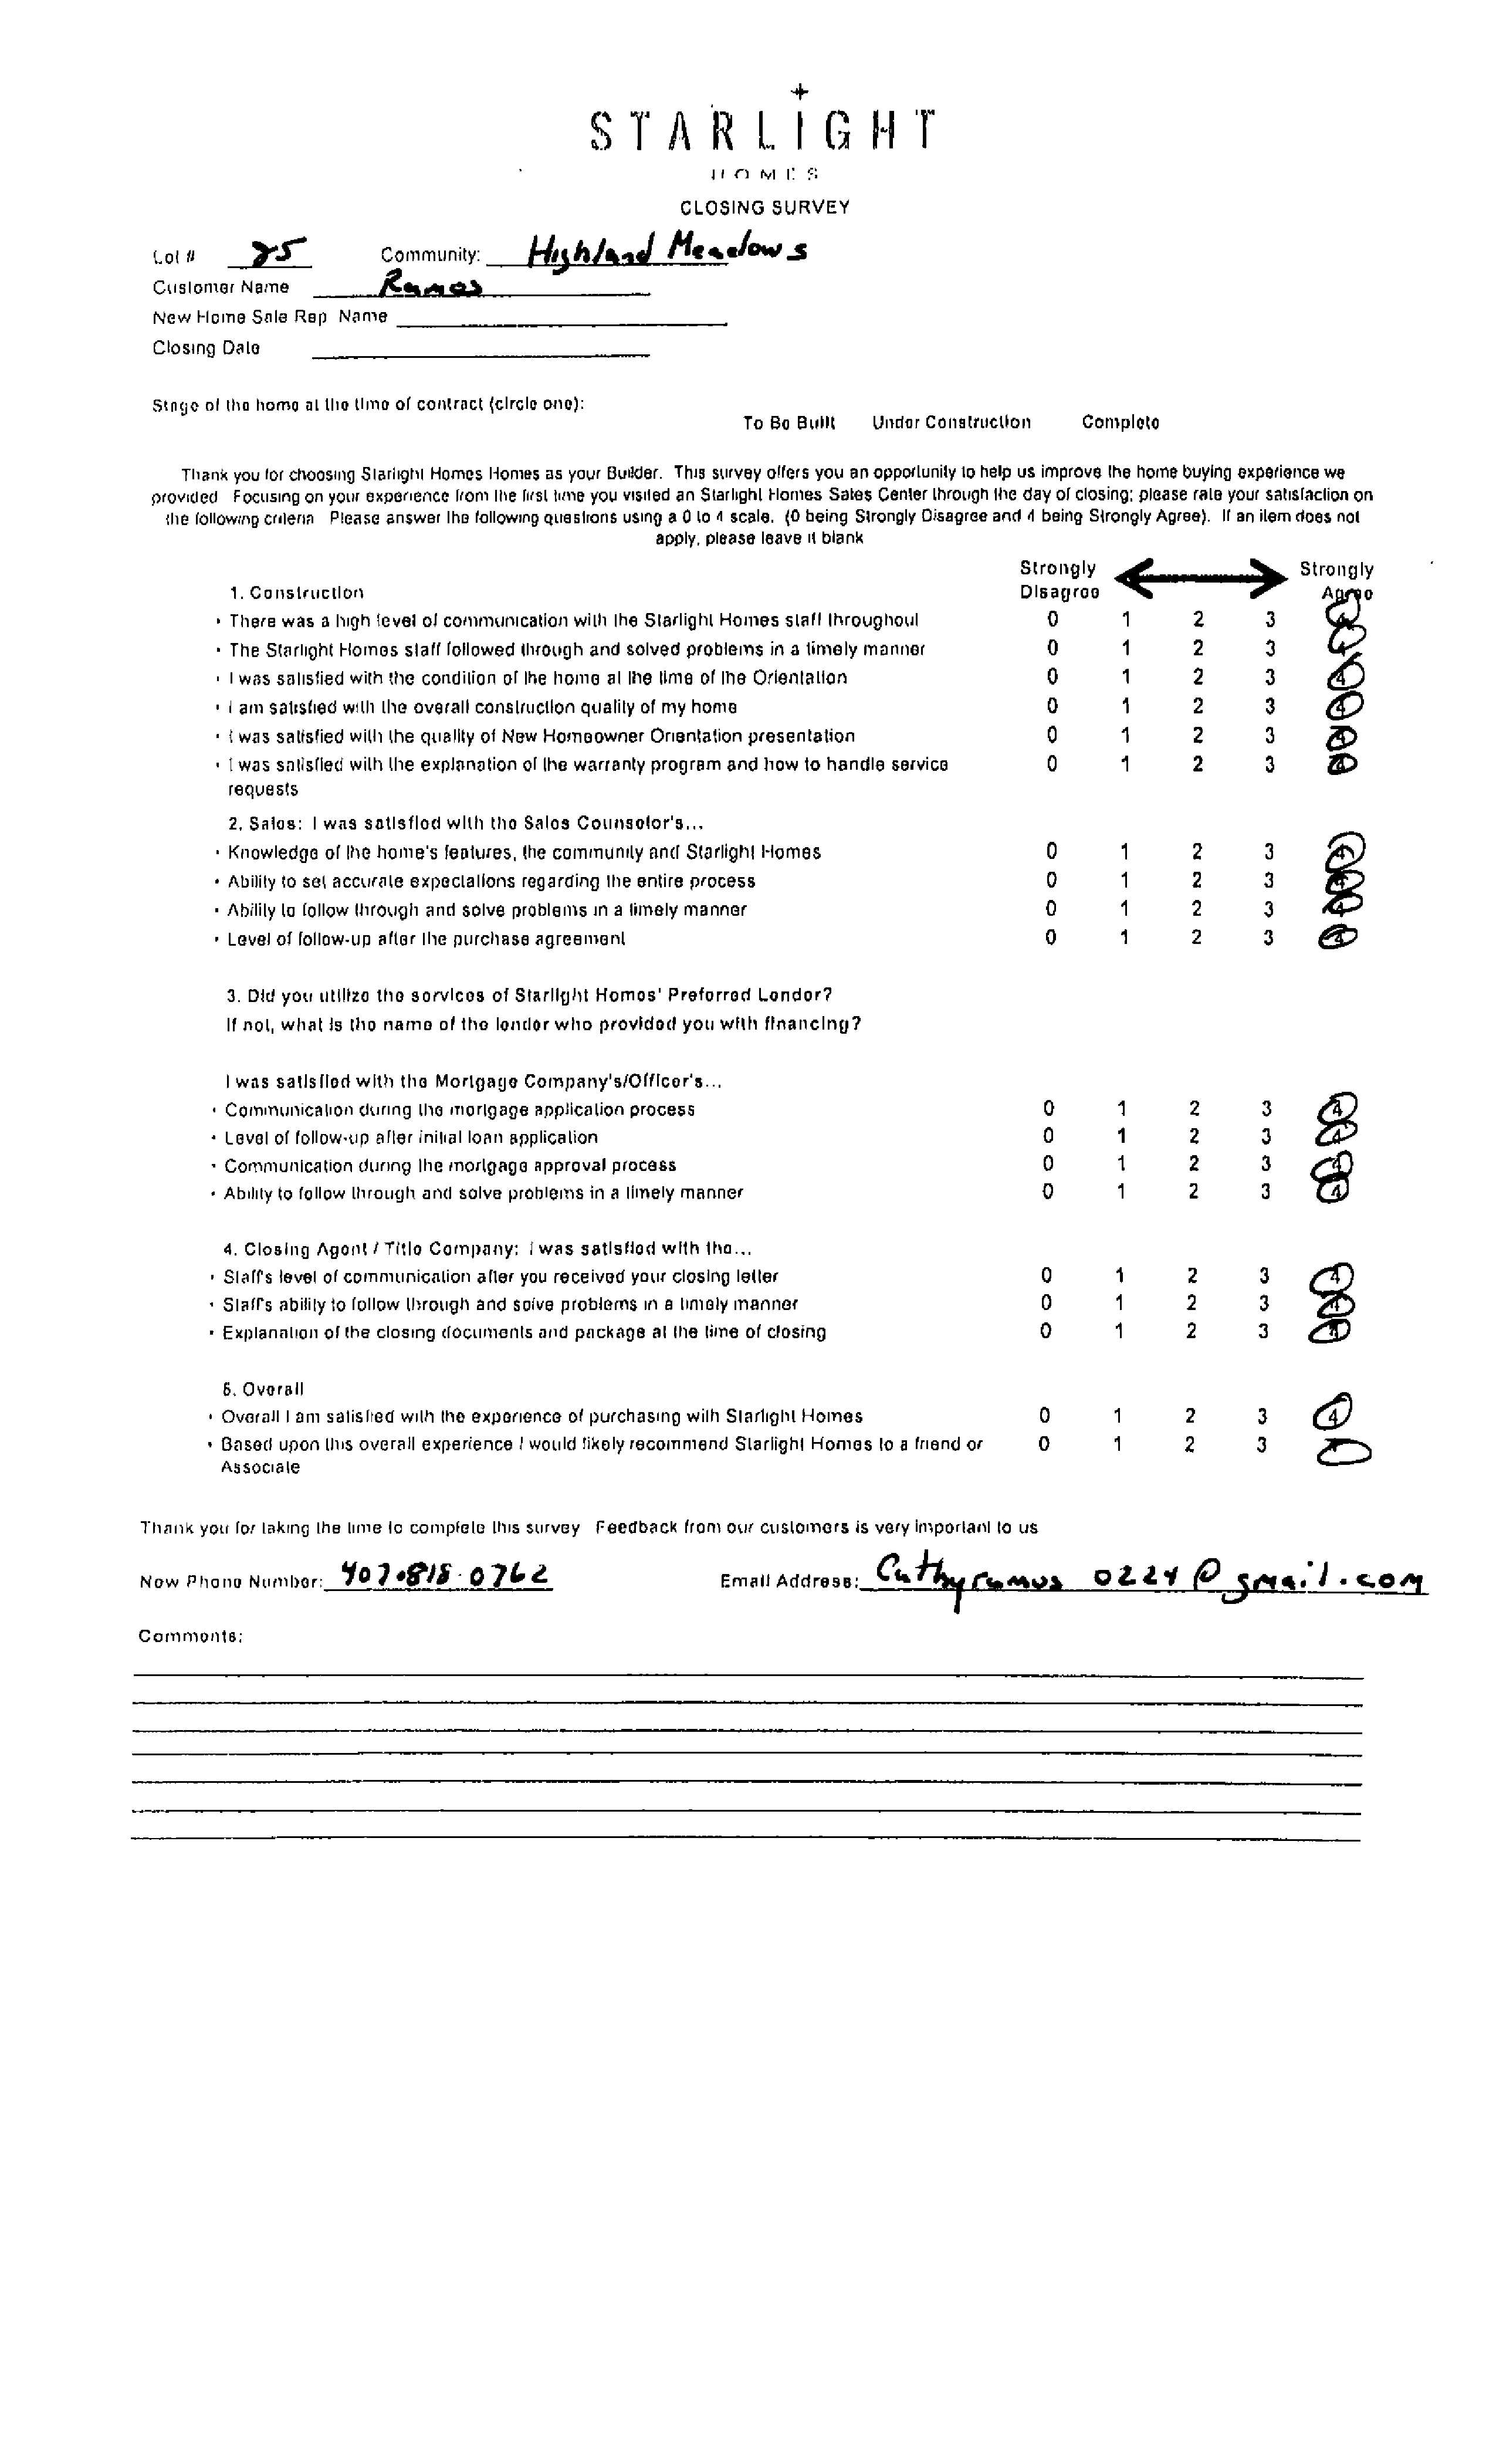 STARLIGHT
HOMES
CLOSING SURVEY
Lot # 25 Community: Highland Meadows
Customer Name Ramos
New Home Sale Rep Name
Closing Date
Stage of the home at the time of contract (circle one):
To Be Built Under Construction Complete
Thank you for choosing Starlight Homes Homes as your Builder. This survey offers you an opportunity to help us improve the home buying experience we
provided Focusing on your experience from the first time you visited an Starlight Homes Sales Center through the day of closing; please rate your satisfaction on
the following criteria Please answer the following questions using a 0 to 4 scale. (0 being Strongly Disagree and 4 being Strongly Agree). If an item does not
apply, please leave it blank
Strongly Strongly
1. Construction Disagree Agree
• There was a high level of communication with the Starlight Homes staff throughout 0 1 2 3 4
• The Starlight Homes staff followed through and solved problems in a timely manner 0 1 2 3 4
• I was satisfied with the condition of the home at the time of the Orientation 0 1 2 3 4
• I am satisfied with the overall construction quality of my home 0 1 2 3 4
• I was satisfied with the quality of New Homeowner Orientation presentation 0 1 2 3 4
• I was satisfied with the explanation of the warranty program and how to handle service 0 1 2 3 4
requests
2. Sales: I was satisfied with the Sales Counselor's...
• Knowledge of the home's features, the community and Starlight Homes 0 1 2 3 4
• Ability to set accurate expectations regarding the entire process 0 1 2 3 4
• Ability to follow through and solve problems in a timely manner 0 1 2 3 4
• Level of follow-up after the purchase agreement 0 1 2 3 4
3. Did you utilize the services of Starlight Homes' Preferred Lender?
If not, what is the name of the lender who provided you with financing?
I was satisfied with the Mortgage Company's/Officer's...
• Communication during the mortgage application process 0 1 2 3 4
• Level of follow-up after initial loan application 0 1 2 3 4
• Communication during the mortgage approval process 0 1 2 3 4
• Ability to follow through and solve problems in a timely manner 0 1 2 3 4
4. Closing Agent / Title Company: I was satisfied with the...
• Staff's level of communication after you received your closing letter 0 1 2 3 4
• Staff's ability to follow through and solve problems in a timely manner 0 1 2 3 4
• Explanation of the closing documents and package at the time of closing 0 1 2 3 4
5. Overall
• Overall I am satisfied with the experience of purchasing with Starlight Homes 0 1 2 3 4
• Based upon this overall experience I would likely recommend Starlight Homes to a friend or 0 1 2 3
Associate
Thank you for taking the time to complete this survey Feedback from our customers is very important to us
New Phone Number: 407.818.0762 Email Address: Cathyramos0224@gmail.com
Comments: